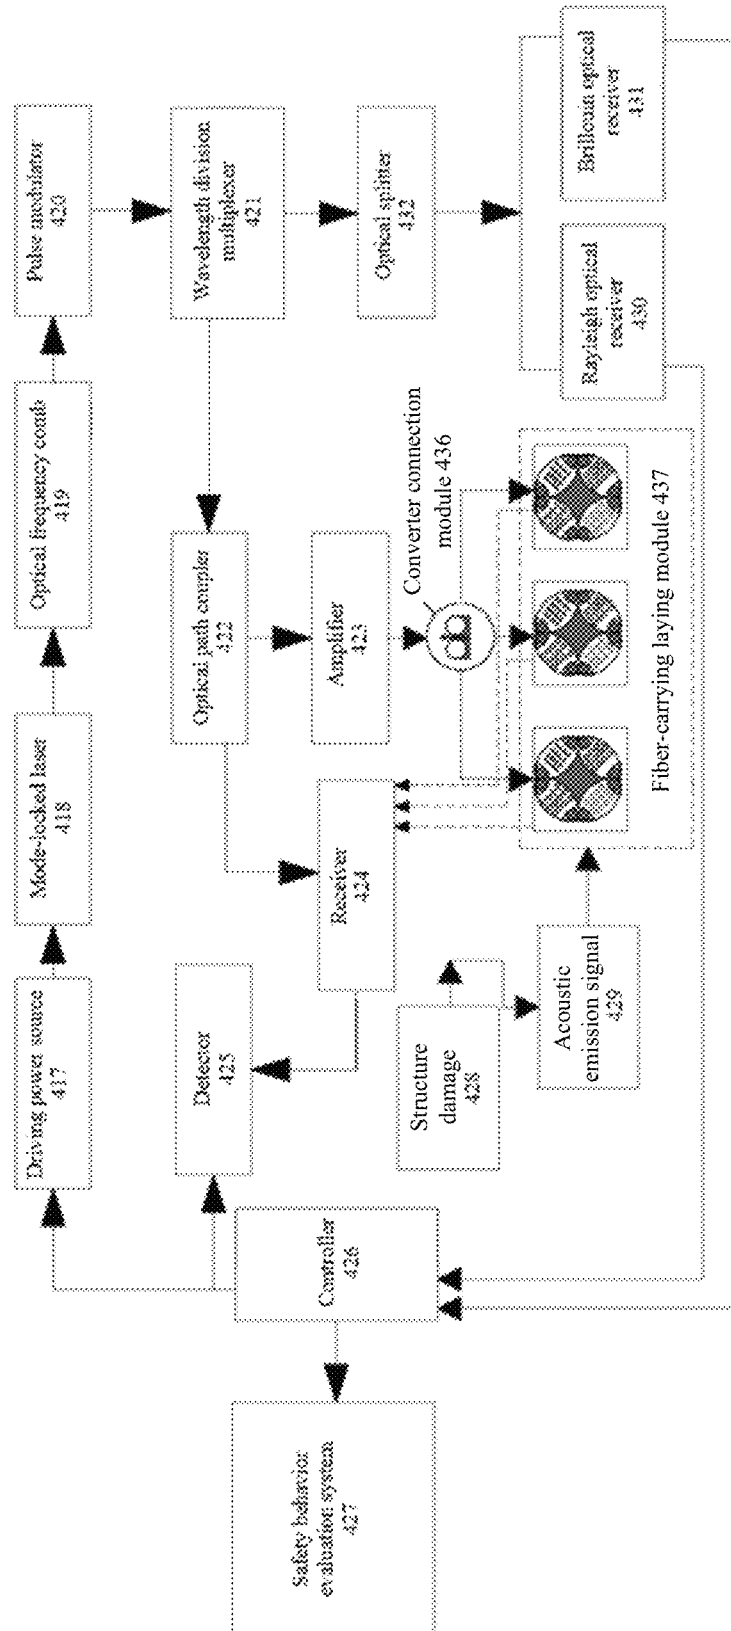 Driving power source
417
Mode-locked laser
418
Optical frequency comb
419
Pulse modulator
420
Detector
425
Optical path coupler
422
Wavelength division
multiplexer
421
Safety behavior
evaluation system
427
Controller
426
Receiver
424
Amplifier
423
Optical splitter
432
Structure
damage
428
Converter connection
module 436
Acoustic
emission signal
429
Fiber-carrying laying module 437
Rayleigh optical
receiver
430
Brillouin optical
receiver
431